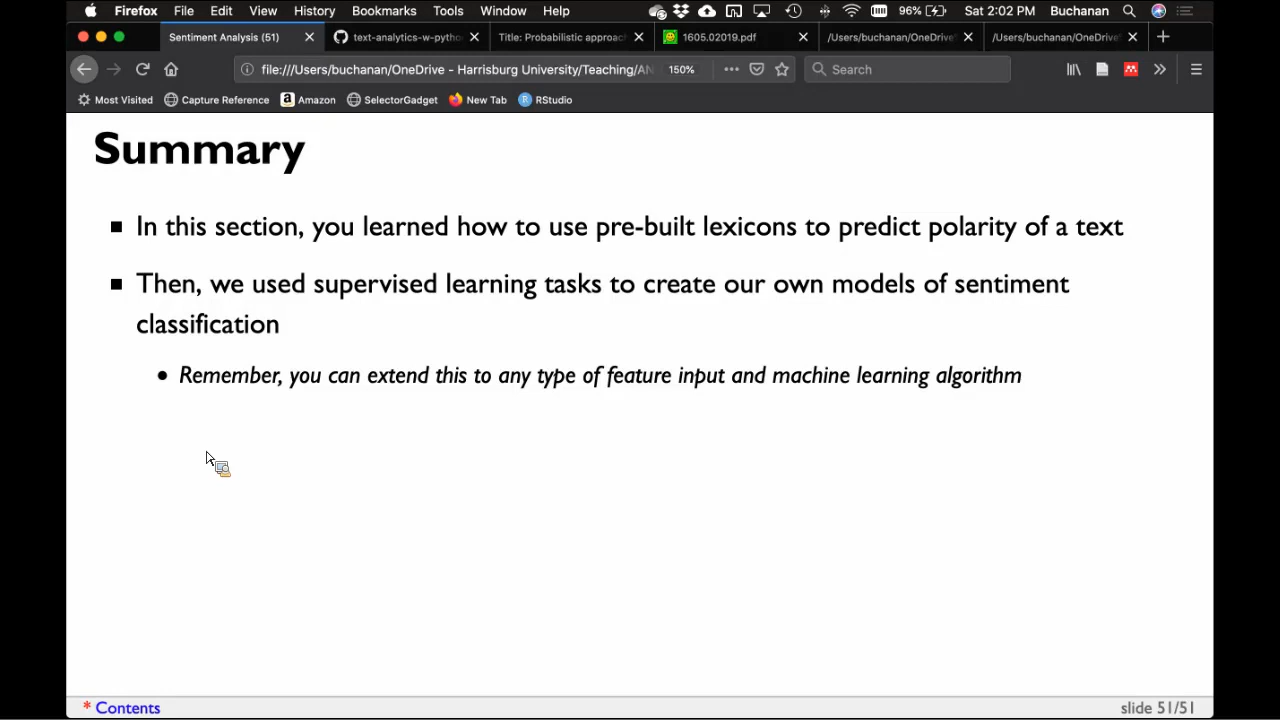 Firefox File Edit View History Bookmarks Tools Window Help 96% Sat 2:02 PM Buchanan
Sentiment Analysis (51) text-analytics-w-pytho Title: Probabilistic approach 1605.02019.pdf /Users/buchanan/OneDrive /Users/buchanan/OneDrive
file:///Users/buchanan/OneDrive - Harrisburg University/Teaching/AN 150% Search
Most Visited Capture Reference Amazon SelectorGadget New Tab RStudio
Summary
In this section, you learned how to use pre-built lexicons to predict polarity of a text
Then, we used supervised learning tasks to create our own models of sentiment
classification
Remember, you can extend this to any type of feature input and machine learning algorithm
* Contents slide 51/51